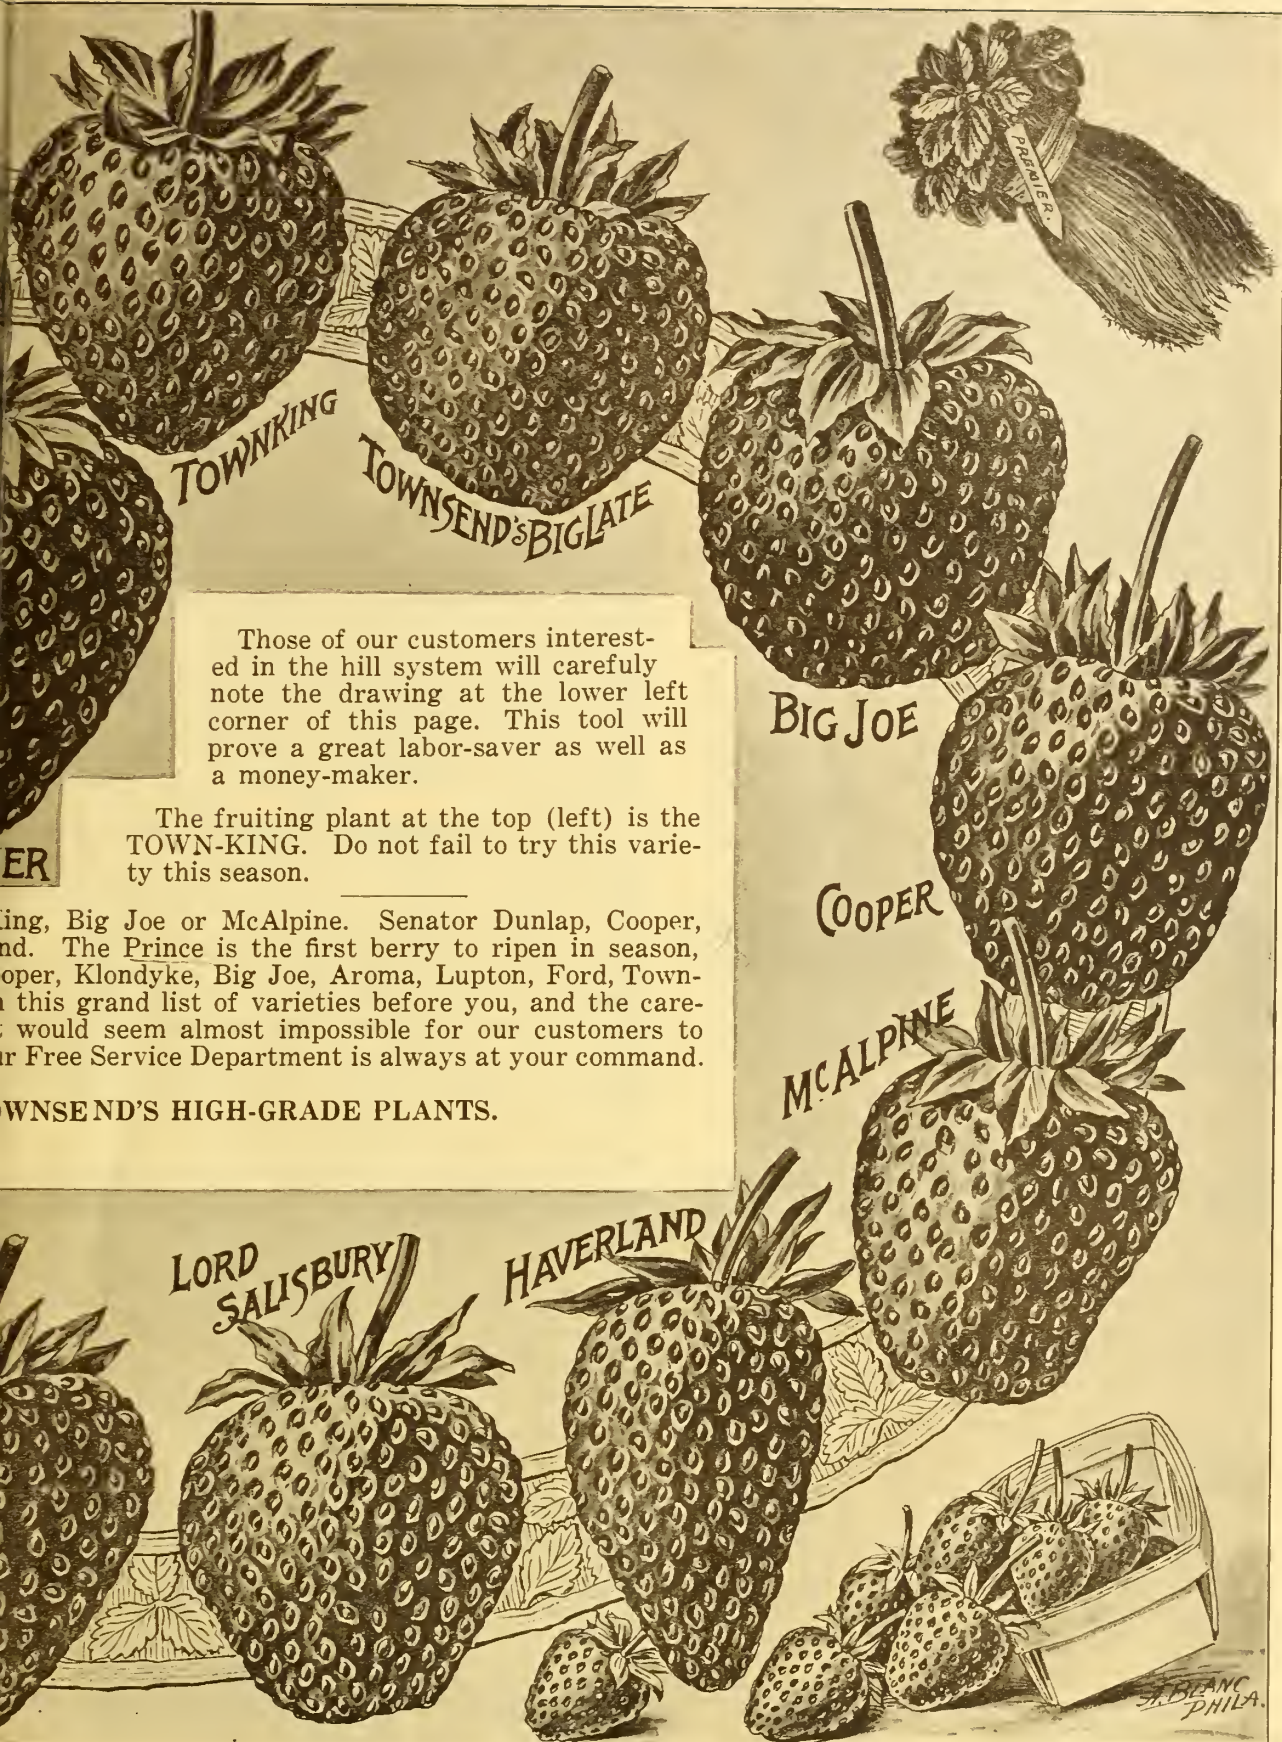 PREMIER.
TOWNKING
TOWNSEND'S BIG LATE
BIG JOE
COOPER
MCALPINE
Those of our customers interest-
ed in the hill system will carefuly
note the drawing at the lower left
corner of this page. This tool will
prove a great labor-saver as well as
a money-maker.
The fruiting plant at the top (left) is the
TOWN-KING. Do not fail to try this varie-
ty this season.
ER
ing, Big Joe or McAlpine. Senator Dunlap, Cooper,
nd. The Prince is the first berry to ripen in season,
oper, Klondyke, Big Joe, Aroma, Lupton, Ford, Town-
this grand list of varieties before you, and the care-
would seem almost impossible for our customers to
r Free Service Department is always at your command.
WNSEND'S HIGH-GRADE PLANTS.
LORD
SALISBURY
HAVERLAND
A. BLANC
PHILA.